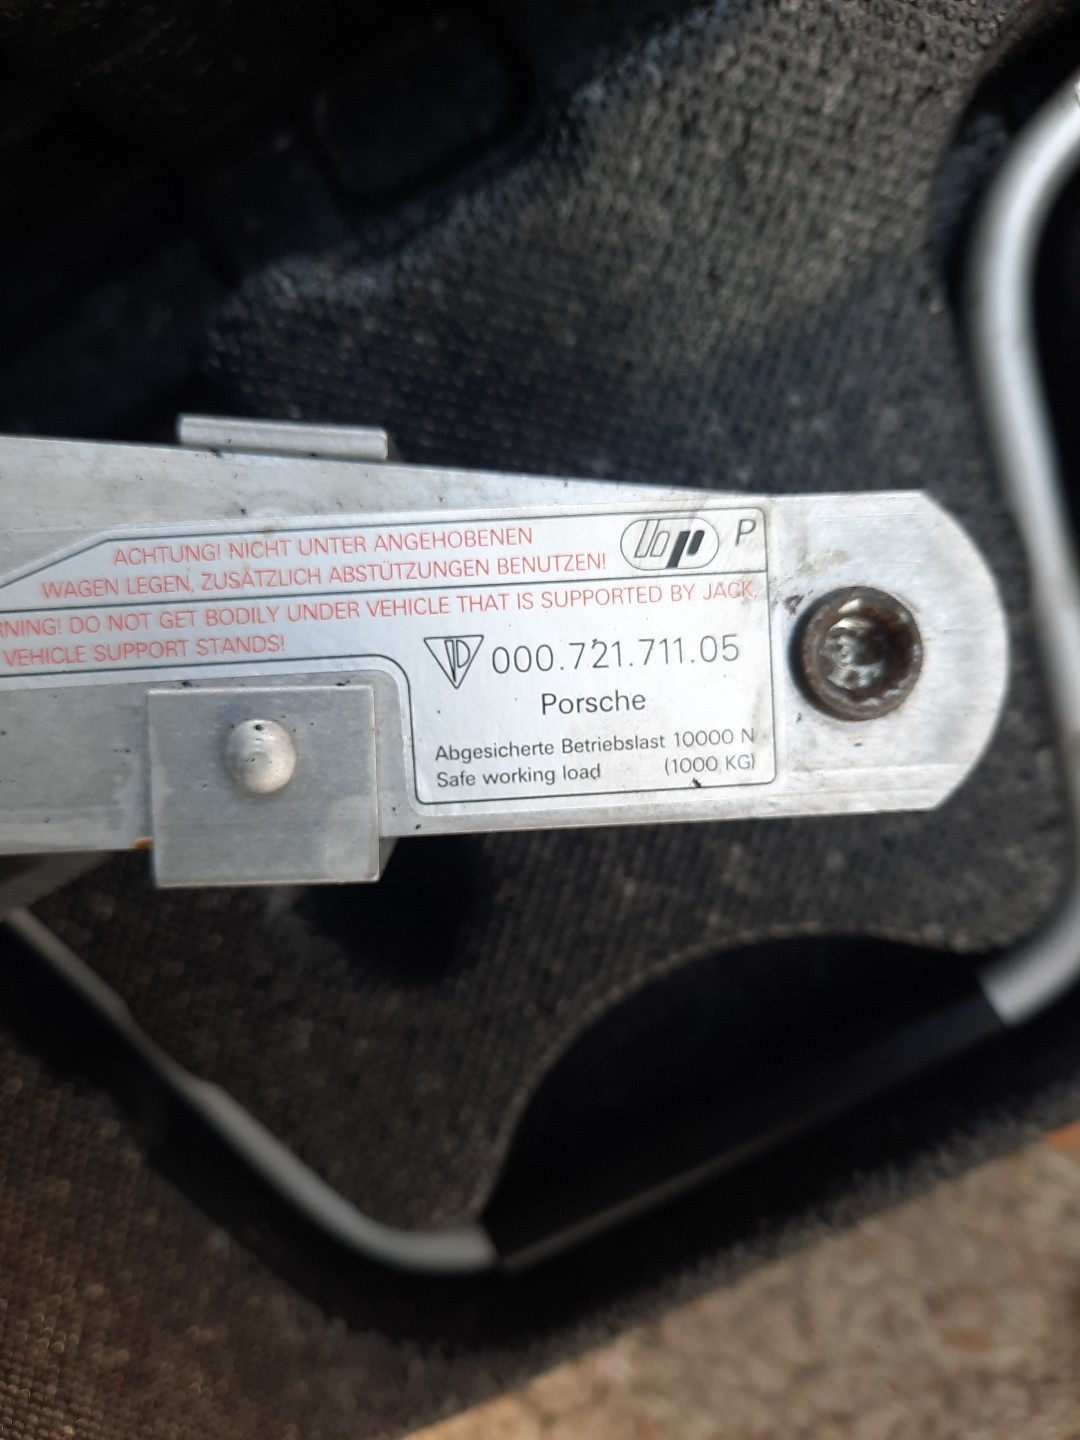 ACHTUNG! NICHT UNTER ANGEHOBENEN
WAGEN LEGEN, ZUSÄTZLICH ABSTÜTZUNGEN BENUTZEN!
bp P
DO NOT GET BODILY UNDER VEHICLE THAT IS SUPPORTED BY JACK,
VEHICLE SUPPORT STANDS!
000.721.711.05
Porsche
Abgesicherte Betriebslast 10000 N
Safe working load (1000 KG)